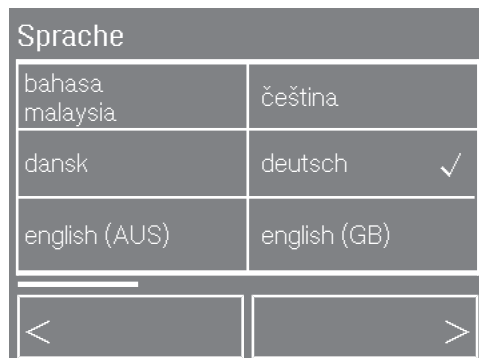 Sprache
bahasa
malaysia
čeština
dansk
deutsch ✓
english (AUS)
english (GB)
<
>